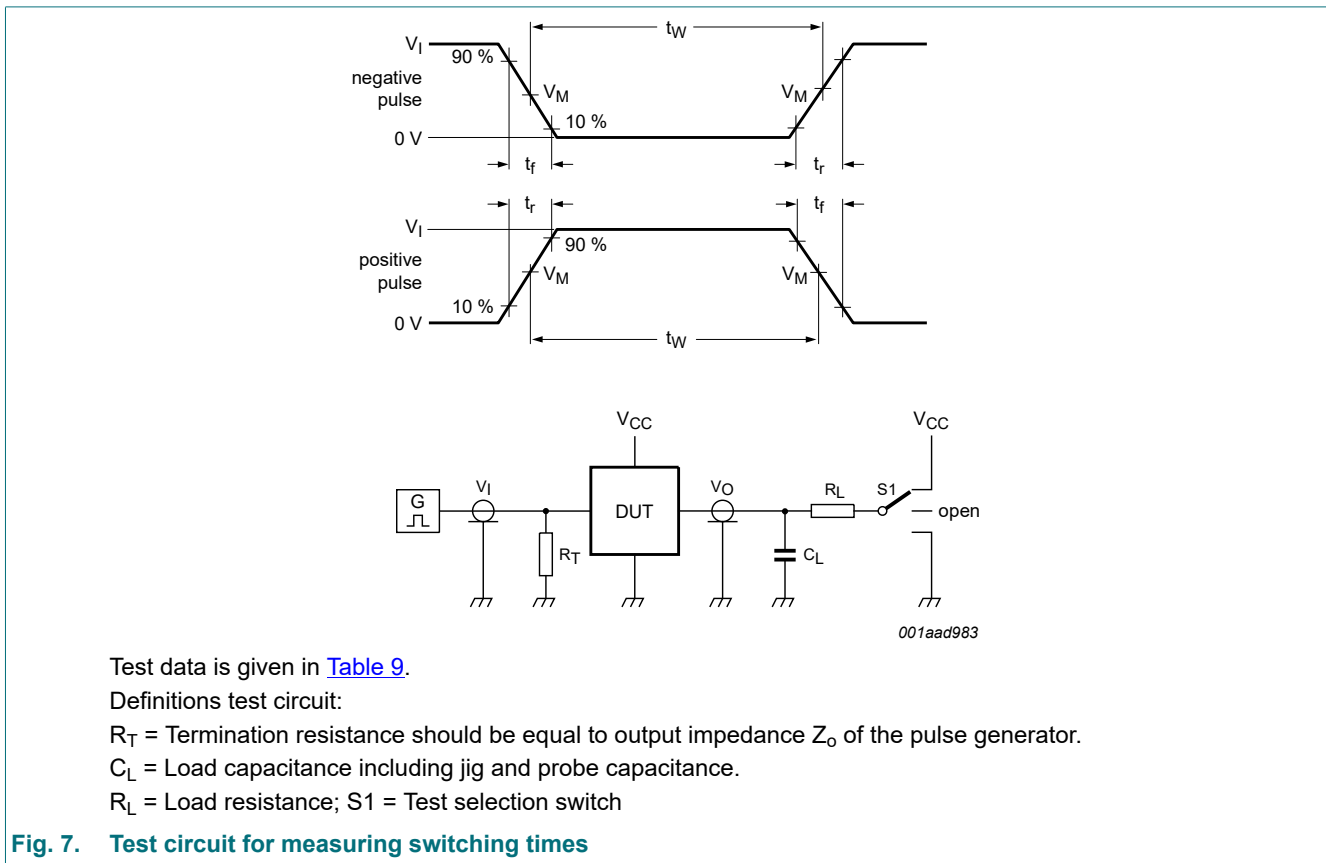 tW
VI
90 %
negative
pulse
VM
VM
10 %
0 V
tf
tr
tr
tf
VI
90 %
positive
pulse
VM
VM
10 %
0 V
tW
VCC
VCC
VI
VO
RL
S1
G
DUT
open
RT
CL
001aad983
Test data is given in Table 9.
Definitions test circuit:
RT = Termination resistance should be equal to output impedance Zo of the pulse generator.
CL = Load capacitance including jig and probe capacitance.
RL = Load resistance; S1 = Test selection switch
Fig. 7. Test circuit for measuring switching times